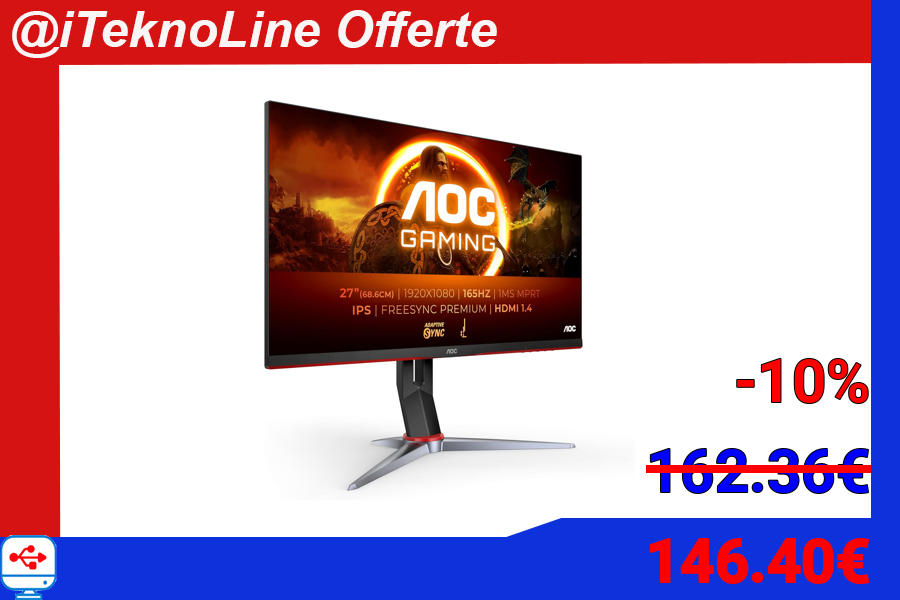 @iTeknoLine Offerte
AOC
GAMING
27”(68.6CM) | 1920X1080 | 165HZ | 1MS MPRT
IPS | FREESYNC PREMIUM | HDMI 1.4
ADAPTIVE
SYNC
AOC
AOC
-10%
162.36€
146.40€